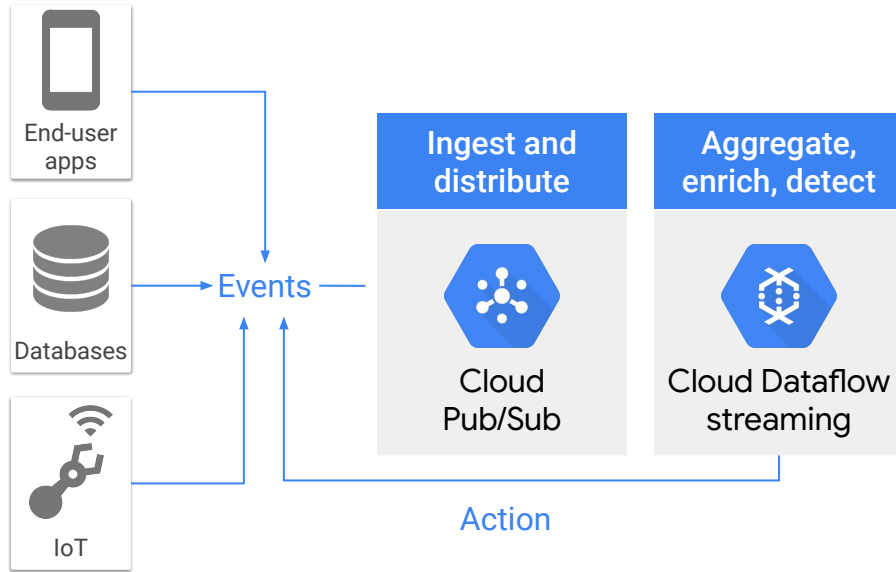 End-user
apps
Databases
IoT
Events
Ingest and
distribute
Cloud
Pub/Sub
Aggregate,
enrich, detect
Cloud Dataflow
streaming
Action